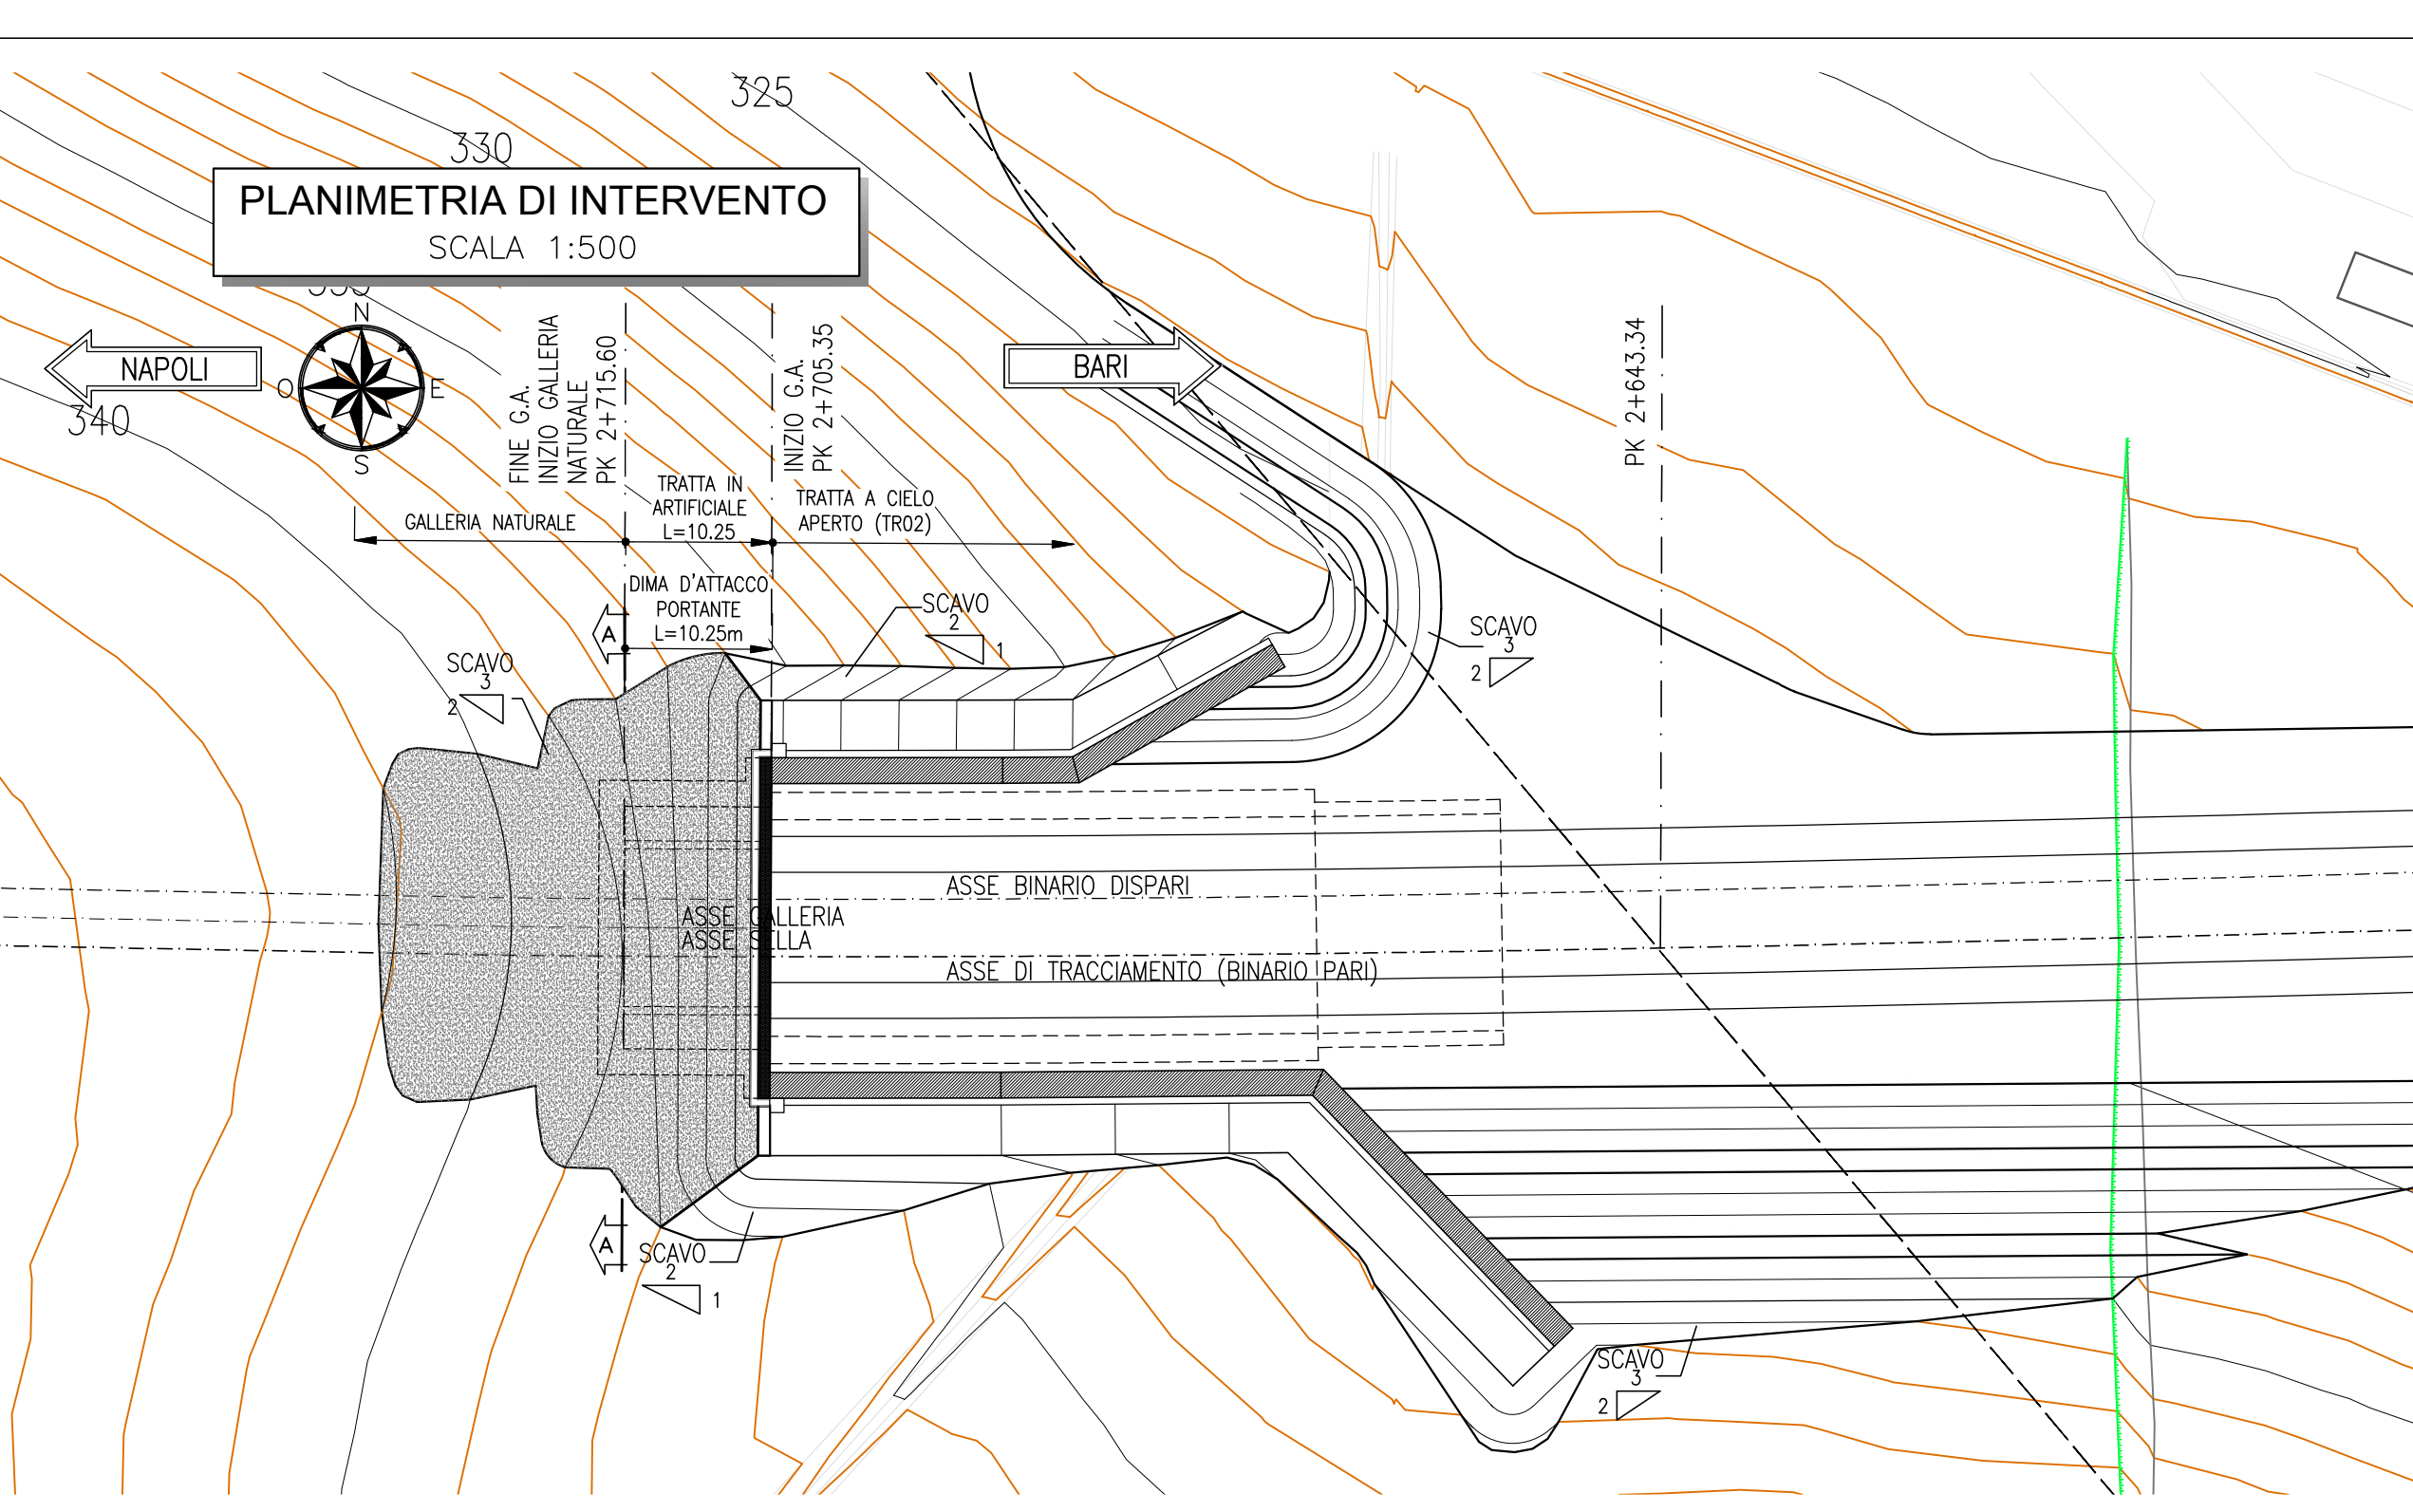 325
330
PLANIMETRIA DI INTERVENTO
SCALA 1:500
N
O
E
S
NAPOLI
340
BARI
FINE G.A.
INIZIO GALLERIA
NATURALE
PK 2+715.60
INIZIO G.A.
PK 2+705.35
PK 2+643.34
GALLERIA NATURALE
TRATTA IN
ARTIFICIALE
L=10.25
TRATTA A CIELO
APERTO (TR02)
DIMA D'ATTACCO
PORTANTE
L=10.25m
A
SCAVO
2
1
SCAVO
3
2
SCAVO
3
2
ASSE BINARIO DISPARI
ASSE GALLERIA
ASSE SELLA
ASSE DI TRACCIAMENTO (BINARIO PARI)
A
SCAVO
2
1
SCAVO
3
2